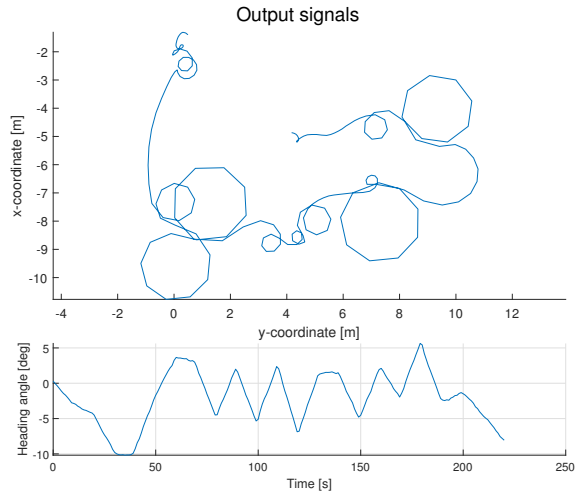 Output signals
-2
-3
-4
-5
-6
-7
-8
-9
-10
x-coordinate [m]
-4 -2 0 2 4 6 8 10 12
y-coordinate [m]
5
0
-5
-10
Heading angle [deg]
0 50 100 150 200 250
Time [s]